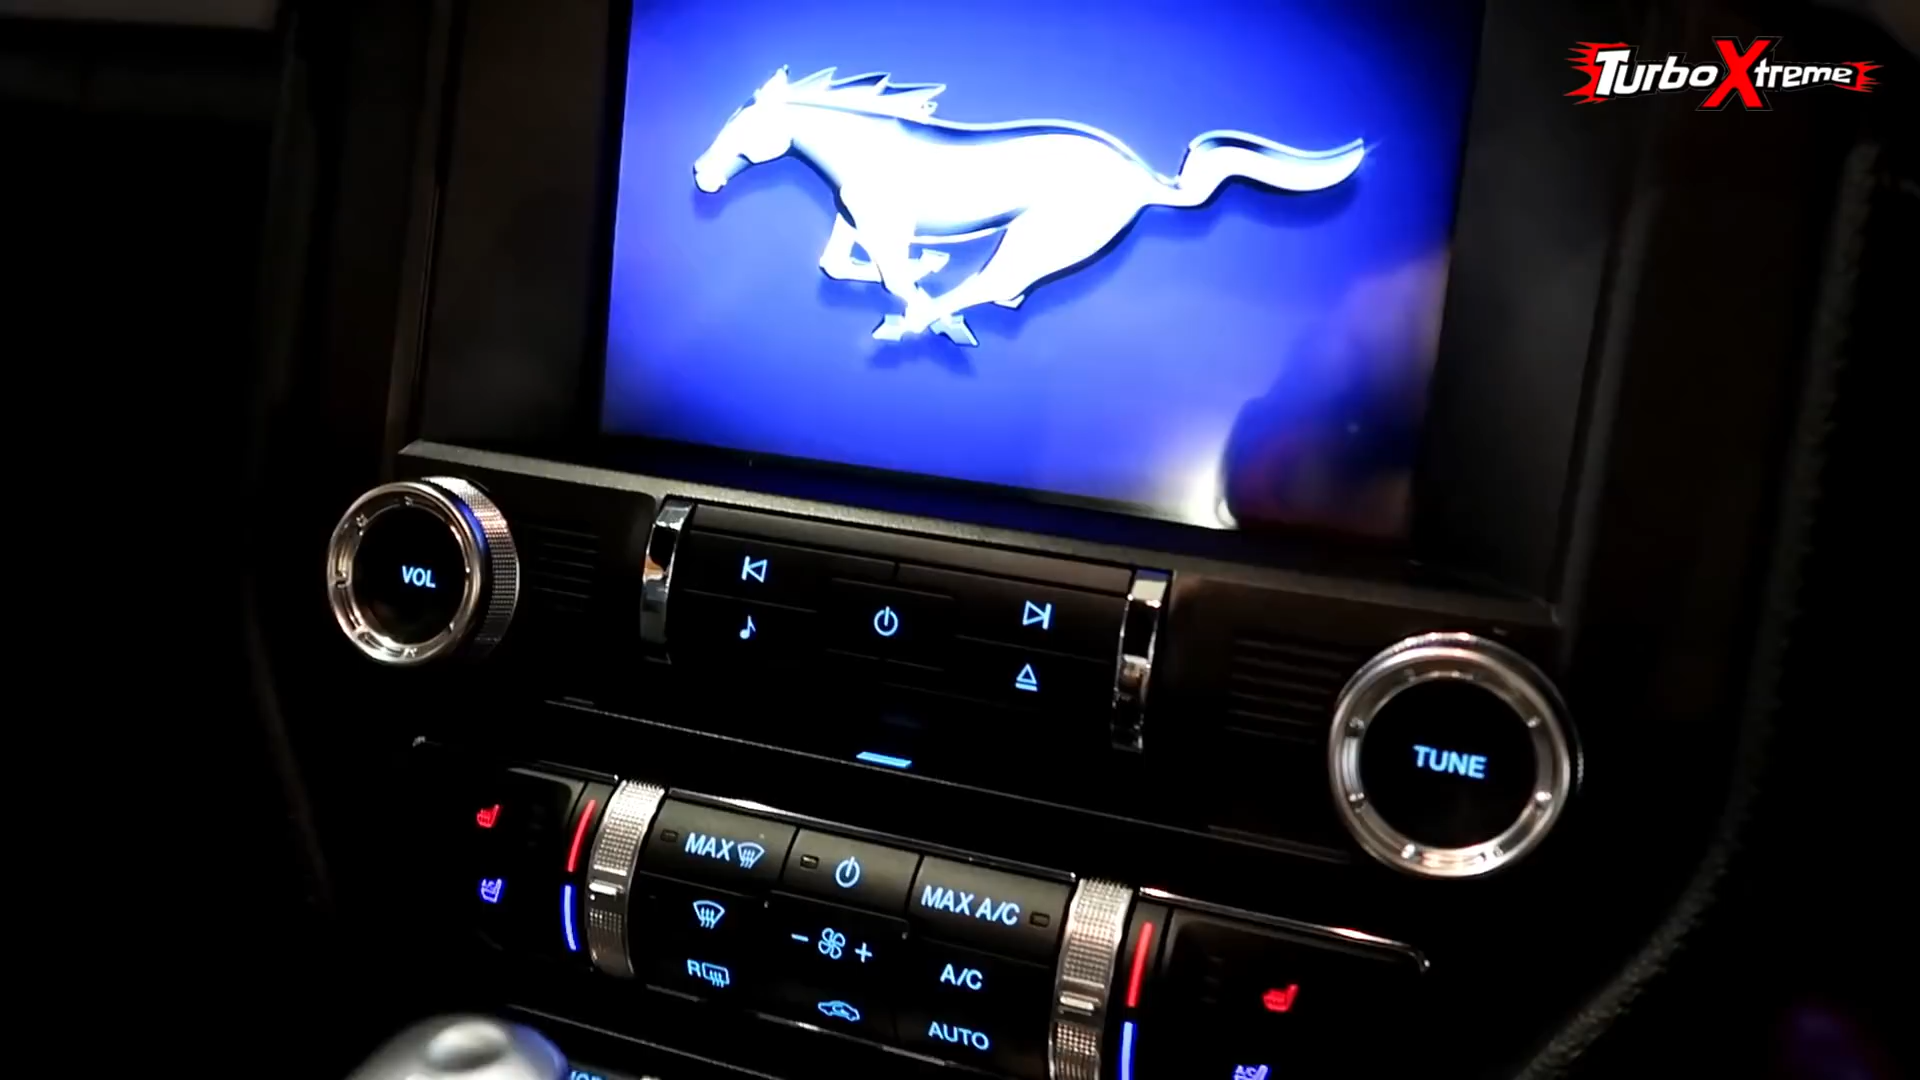 TurboXtreme
VOL
TUNE
MAX
MAX A/C
R
A/C
AUTO